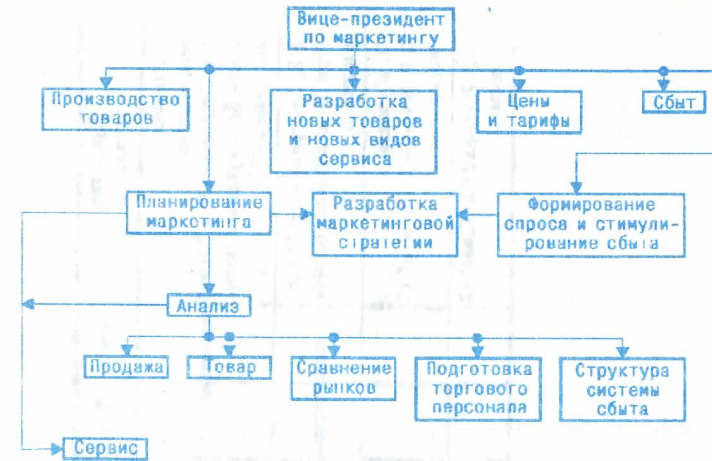 Вице-президент
по маркетингу
Производство
товаров
Разработка
новых товаров
и новых видов
сервиса
Цены
и тарифы
Сбыт
Планирование
маркотинга
Разработка
маркетинговой
стратегии
Формирование
спроса и стимули-
рование сбыта
Анализ
Продажа
Товар
Сравнение
рынков
Подготовка
торгового
персонала
Структура
системы
сбыта
Сервис